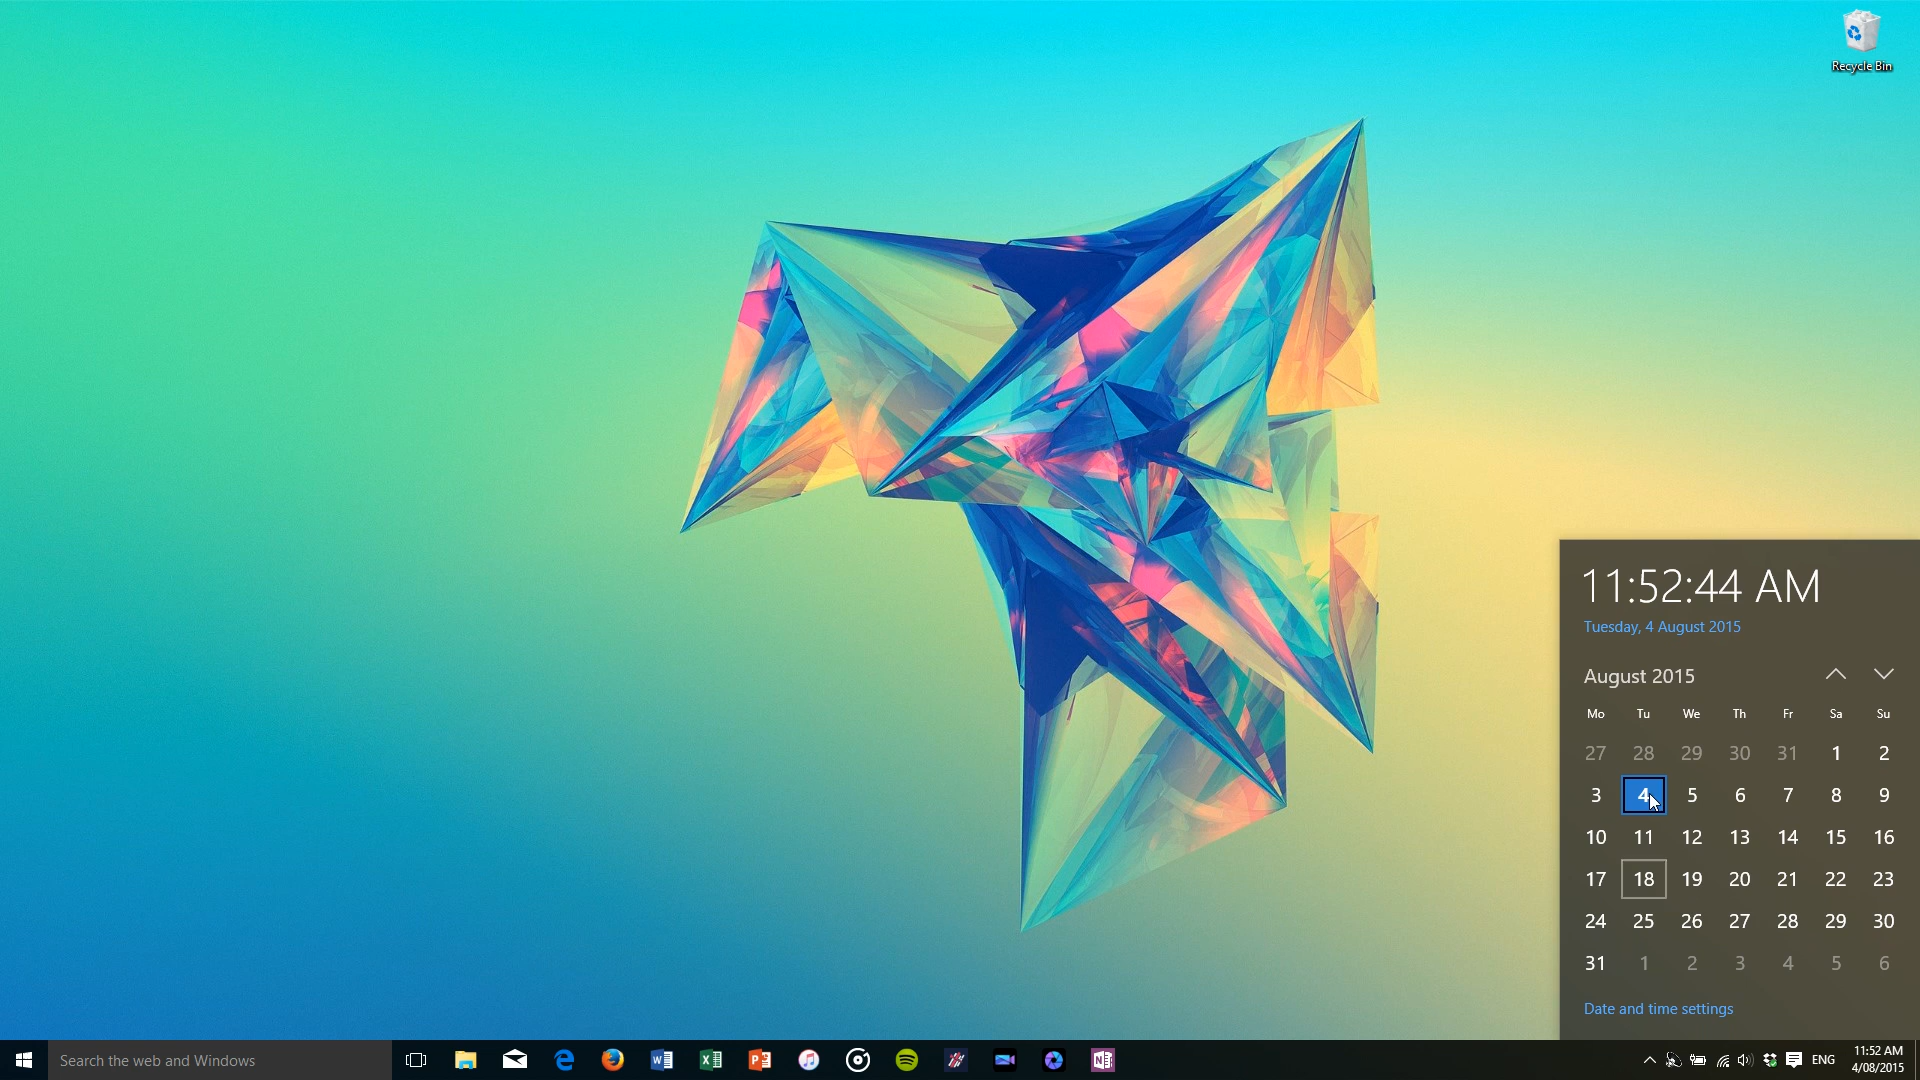 Recycle Bin
11:52:44 AM
Tuesday, 4 August 2015
August 2015
Mo Tu We Th Fr Sa Su
27 28 29 30 31 1 2
3 4 5 6 7 8 9
10 11 12 13 14 15 16
17 18 19 20 21 22 23
24 25 26 27 28 29 30
31 1 2 3 4 5 6
Date and time settings
Search the web and Windows
ENG
11:52 AM
4/08/2015